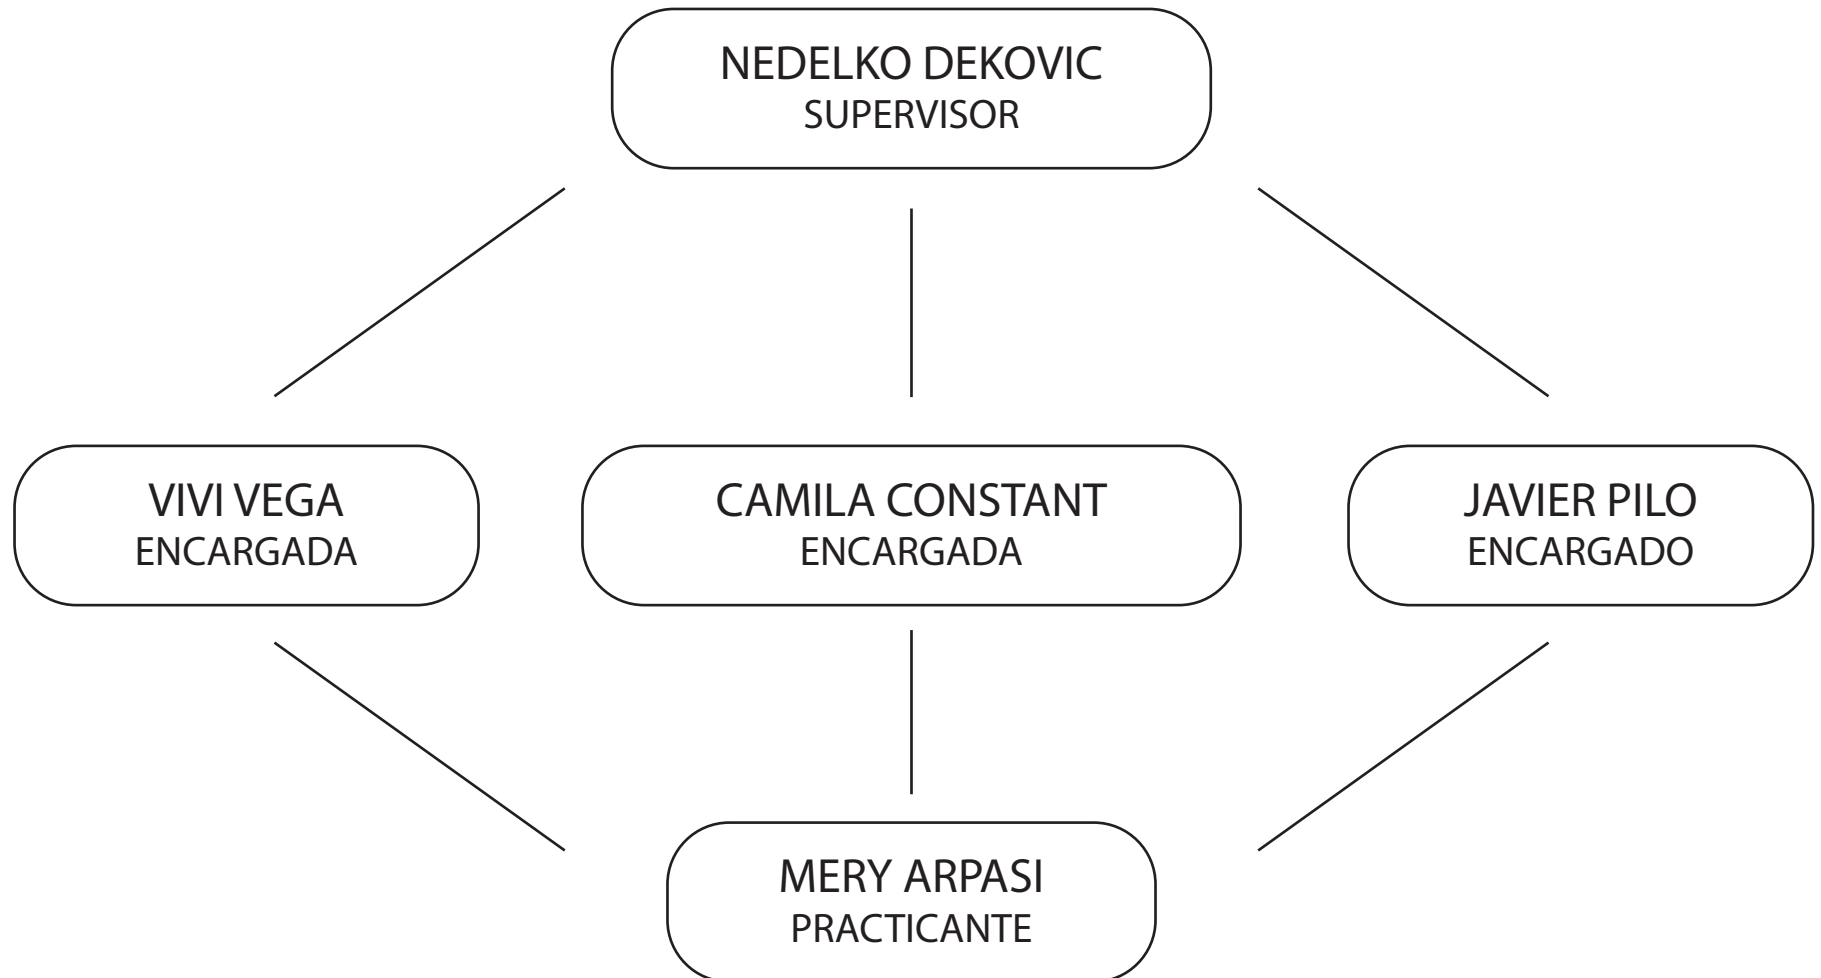 NEDELKO DEKOVIC
SUPERVISOR
VIVI VEGA
ENCARGADA
CAMILA CONSTANT
ENCARGADA
JAVIER PILO
ENCARGADO
MERY ARPASI
PRACTICANTE